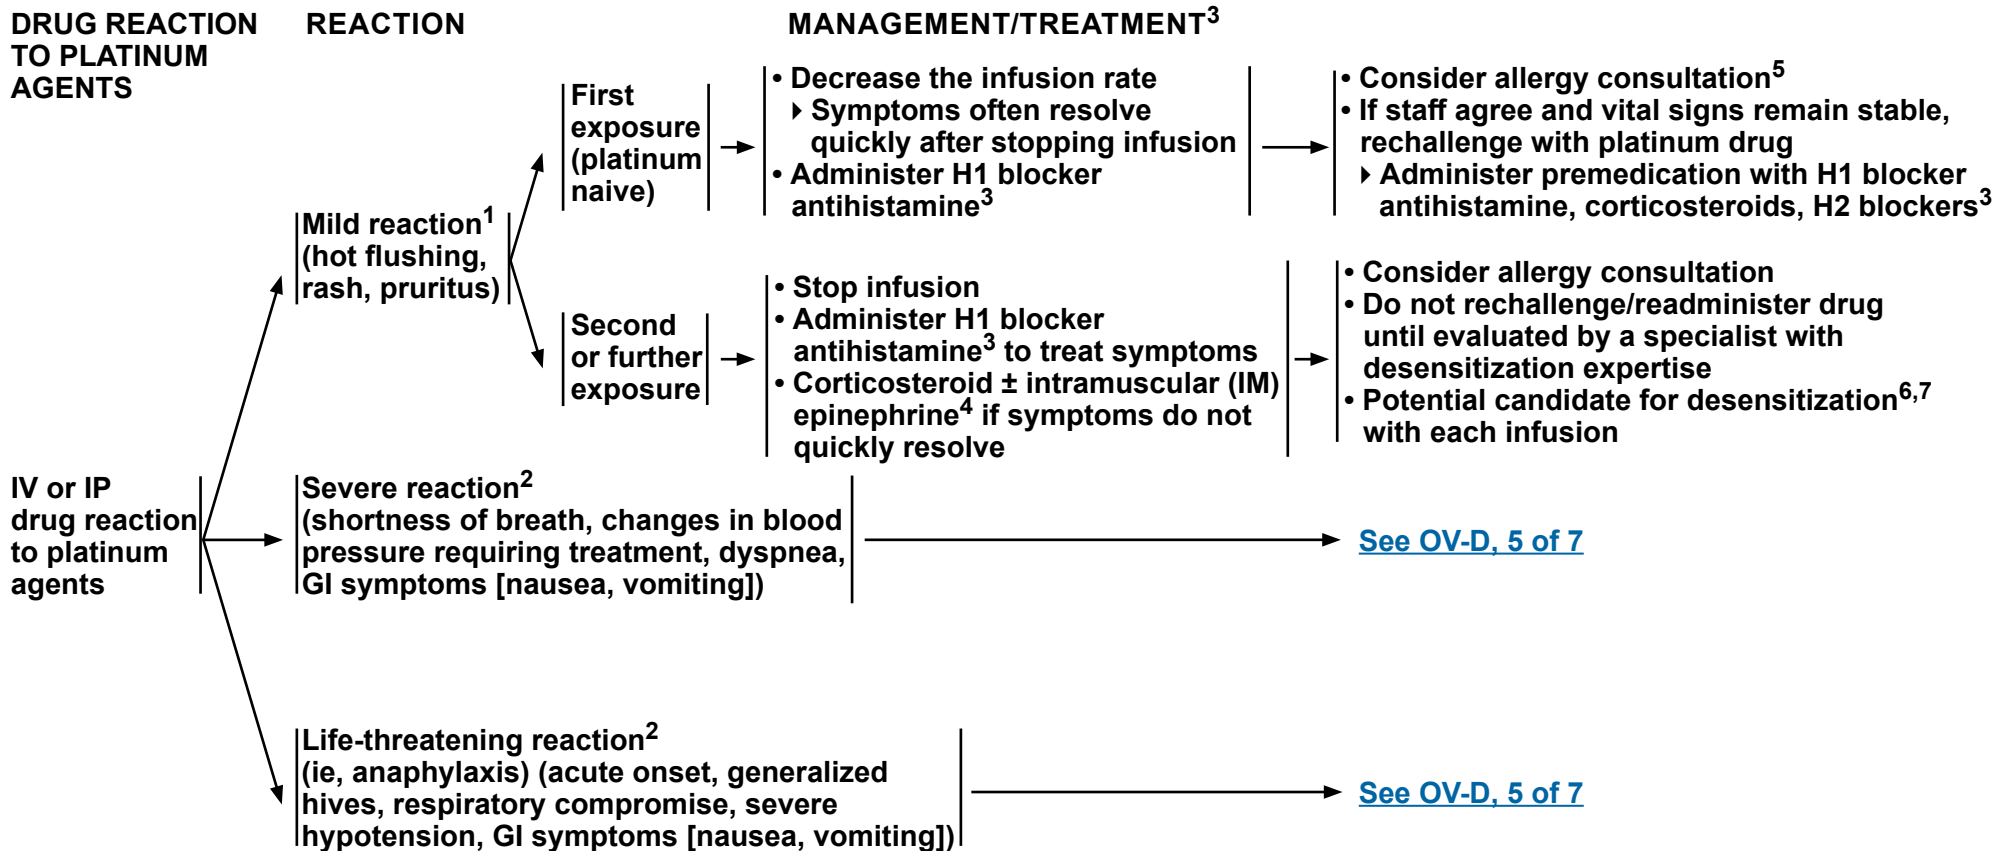 DRUG REACTION
TO PLATINUM
AGENTS
REACTION
MANAGEMENT/TREATMENT3
IV or IP
drug reaction
to platinum
agents
Mild reaction1
(hot flushing,
rash, pruritus)
First
exposure
(platinum
naive)
• Decrease the infusion rate
▸ Symptoms often resolve
quickly after stopping infusion
• Administer H1 blocker
antihistamine3
• Consider allergy consultation5
• If staff agree and vital signs remain stable,
rechallenge with platinum drug
▸ Administer premedication with H1 blocker
antihistamine, corticosteroids, H2 blockers3
Second
or further
exposure
• Stop infusion
• Administer H1 blocker
antihistamine3 to treat symptoms
• Corticosteroid ± intramuscular (IM)
epinephrine4 if symptoms do not
quickly resolve
• Consider allergy consultation
• Do not rechallenge/readminister drug
until evaluated by a specialist with
desensitization expertise
• Potential candidate for desensitization6,7
with each infusion
Severe reaction2
(shortness of breath, changes in blood
pressure requiring treatment, dyspnea,
GI symptoms [nausea, vomiting])
See OV-D, 5 of 7
Life-threatening reaction2
(ie, anaphylaxis) (acute onset, generalized
hives, respiratory compromise, severe
hypotension, GI symptoms [nausea, vomiting])
See OV-D, 5 of 7